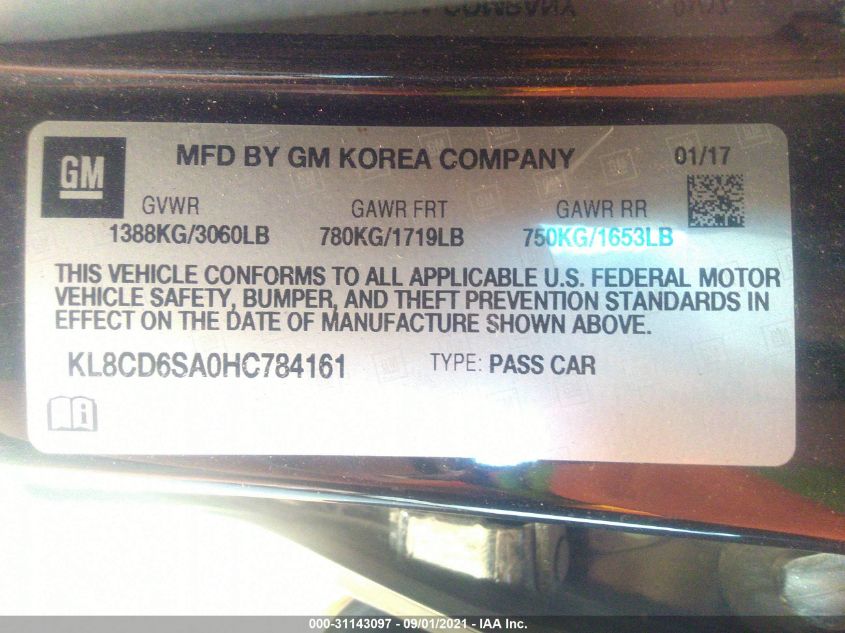 COMPANY
GM
MFD BY GM KOREA COMPANY 01/17
GVWR GAWR FRT GAWR RR
1388KG/3060LB 780KG/1719LB 750KG/1653LB
THIS VEHICLE CONFORMS TO ALL APPLICABLE U.S. FEDERAL MOTOR
VEHICLE SAFETY, BUMPER, AND THEFT PREVENTION STANDARDS IN
EFFECT ON THE DATE OF MANUFACTURE SHOWN ABOVE.
KL8CD6SA0HC784161 TYPE: PASS CAR
000-31143097 - 09/01/2021 - IAA Inc.